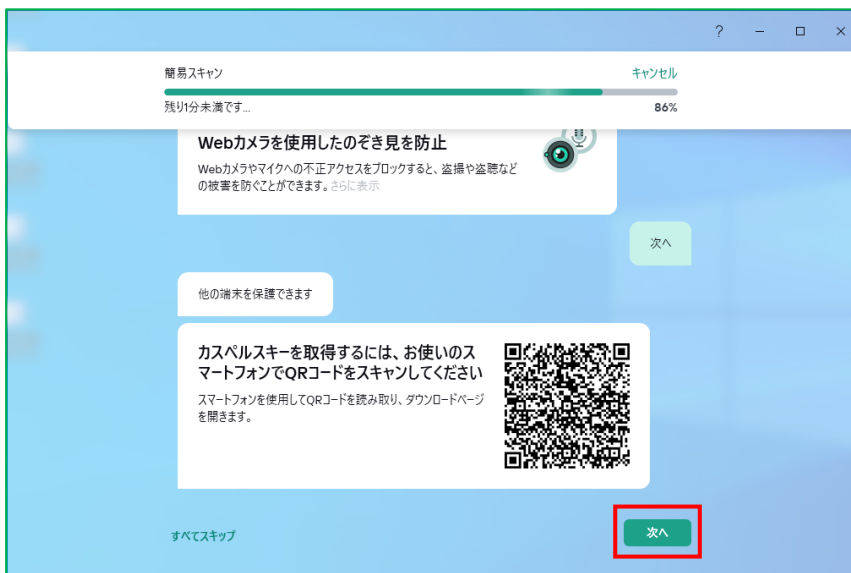 簡易スキャン
キャンセル
残り1分未満です...
86%
Webカメラを使用したのぞき見を防止
Webカメラやマイクへの不正アクセスをブロックすると、盗撮や盗聴など
の被害を防ぐことができます。さらに表示
次へ
他の端末を保護できます
カスペルスキーを取得するには、お使いのス
マートフォンでQRコードをスキャンしてください
スマートフォンを使用してQRコードを読み取り、ダウンロードページ
を開きます。
すべてスキップ
次へ